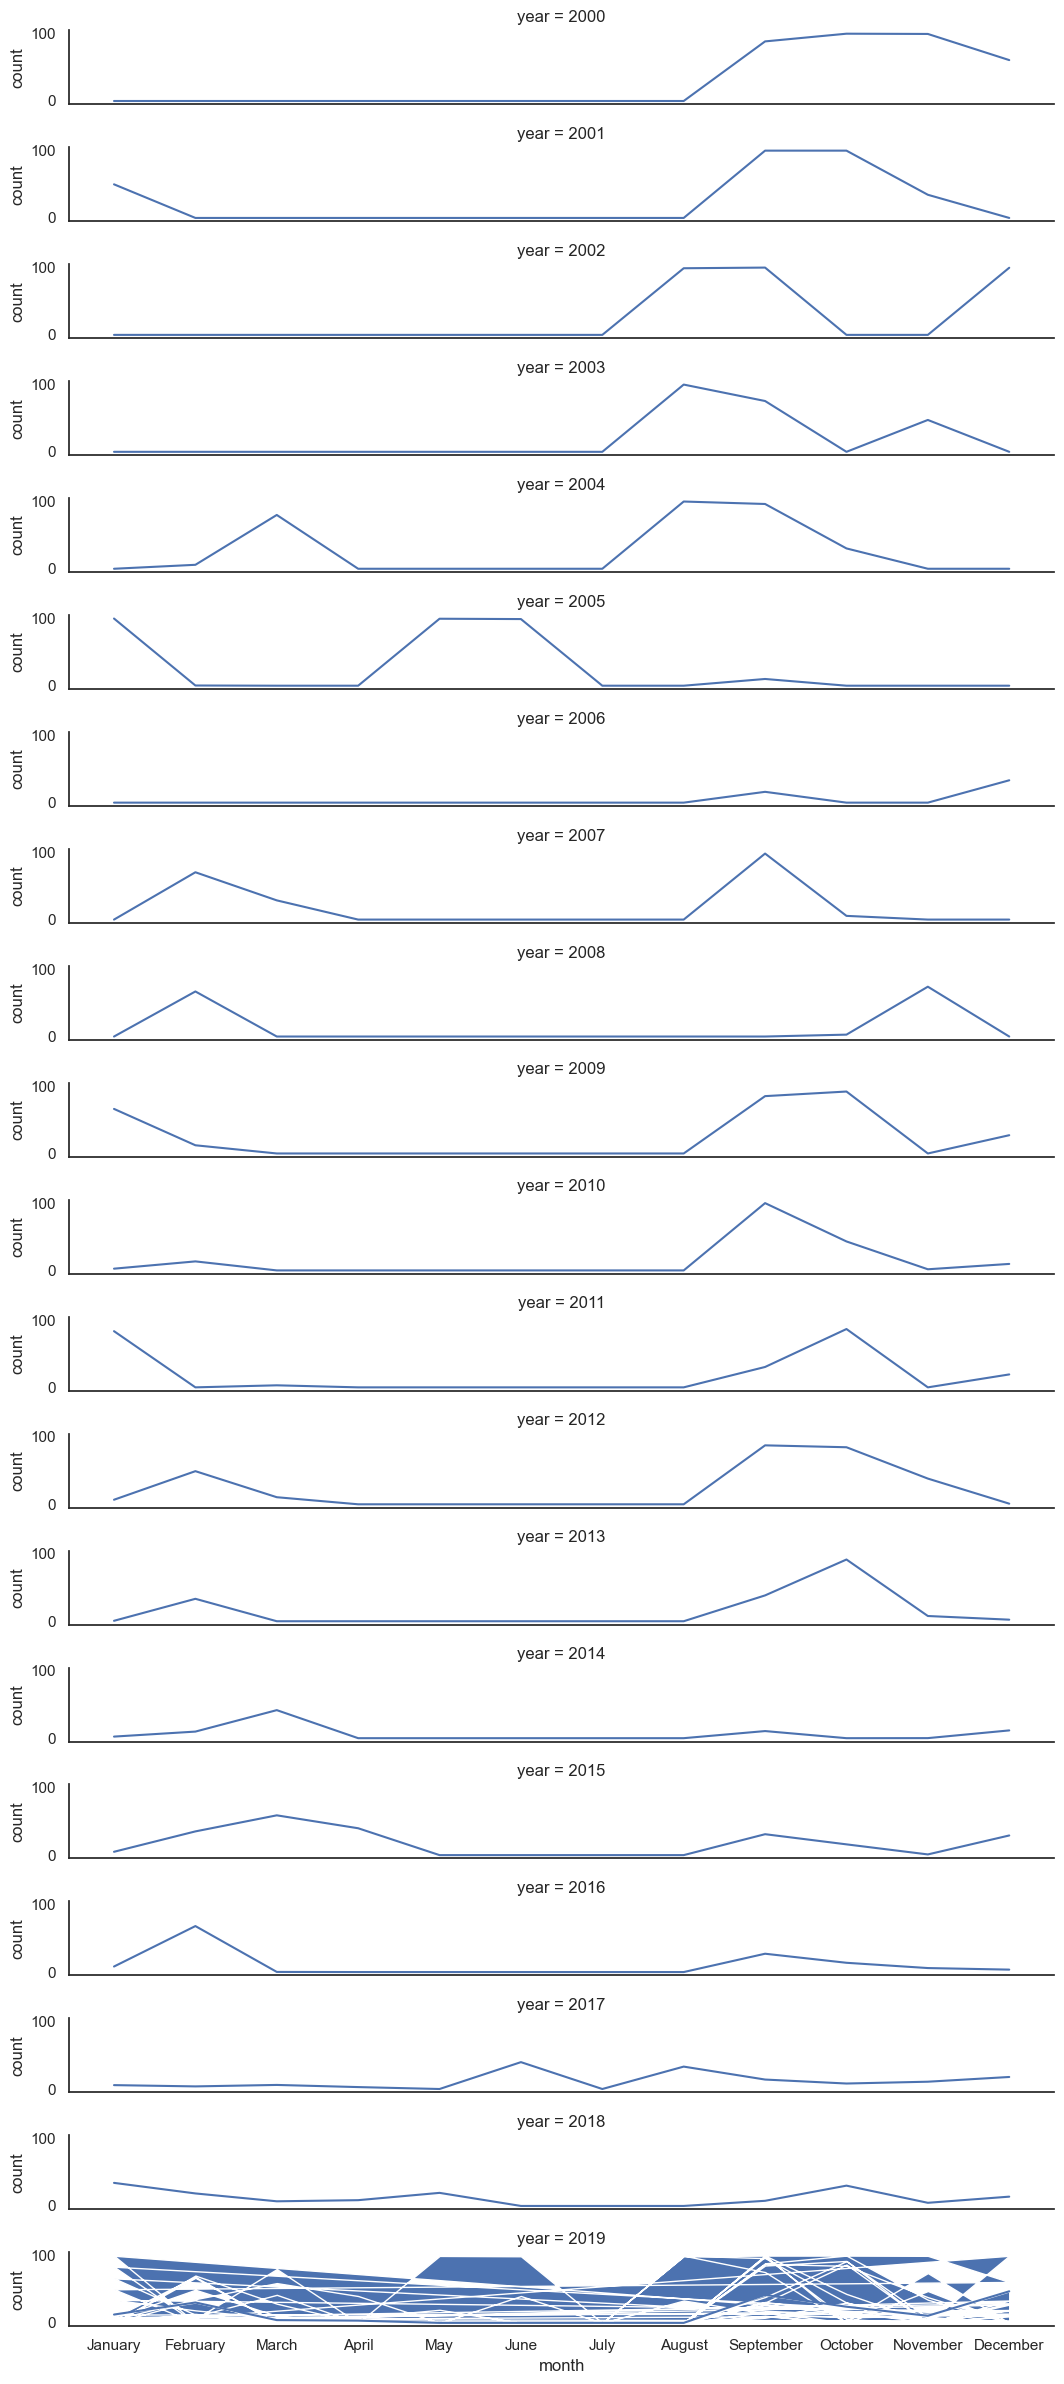 year = 2000
100
count
0
year = 2001
100
count
0
year = 2002
100
count
0
year = 2003
100
count
0
year = 2004
100
count
0
year = 2005
100
count
0
year = 2006
100
count
0
year = 2007
100
count
0
year = 2008
100
count
0
year = 2009
100
count
0
year = 2010
100
count
0
year = 2011
100
count
0
year = 2012
100
count
0
year = 2013
100
count
0
year = 2014
100
count
0
year = 2015
100
count
0
year = 2016
100
count
0
year = 2017
100
count
0
year = 2018
100
count
0
year = 2019
100
count
0
January February March April May June July August September October November December
month